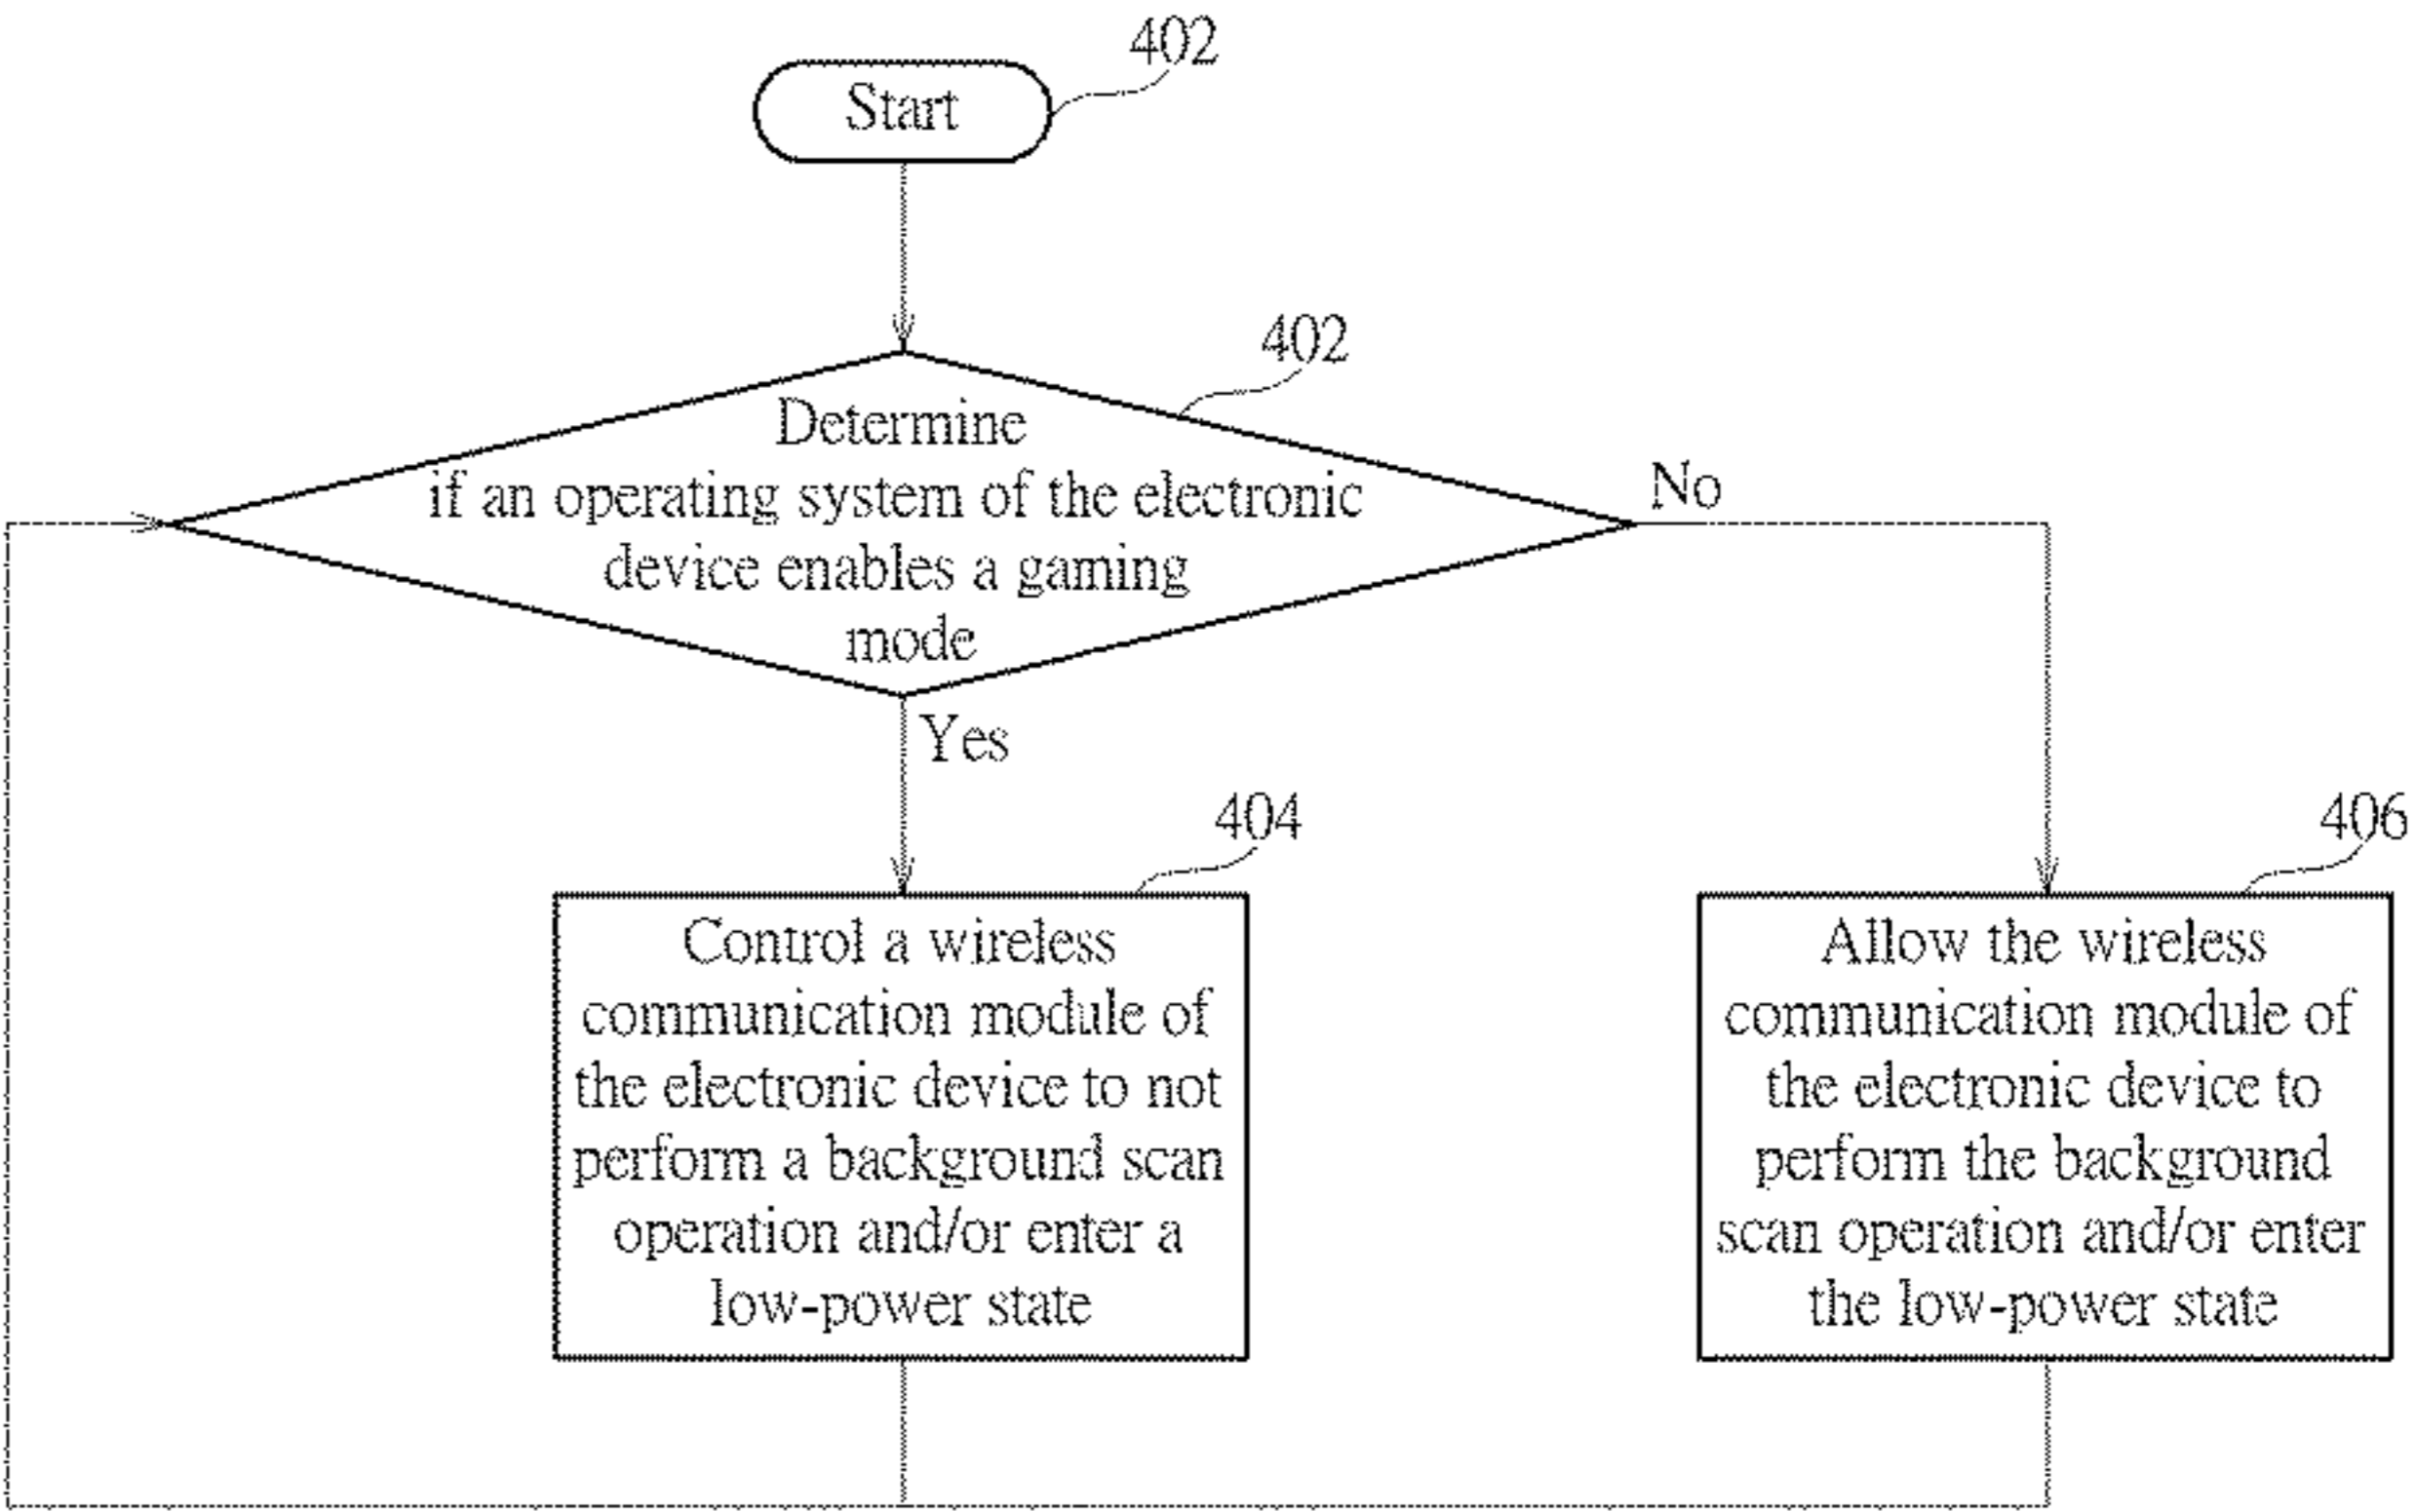 402
Start
402
Determine
if an operating system of the electronic
device enables a gaming
mode
No
Yes
404
Control a wireless
communication module of
the electronic device to not
perform a background scan
operation and/or enter a
low-power state
406
Allow the wireless
communication module of
the electronic device to
perform the background
scan operation and/or enter
the low-power state